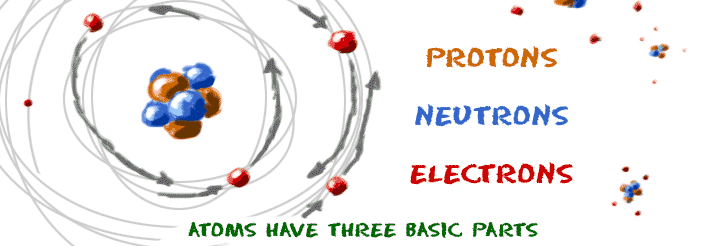 PROTONS
NEUTRONS
ELECTRONS
ATOMS HAVE THREE BASIC PARTS